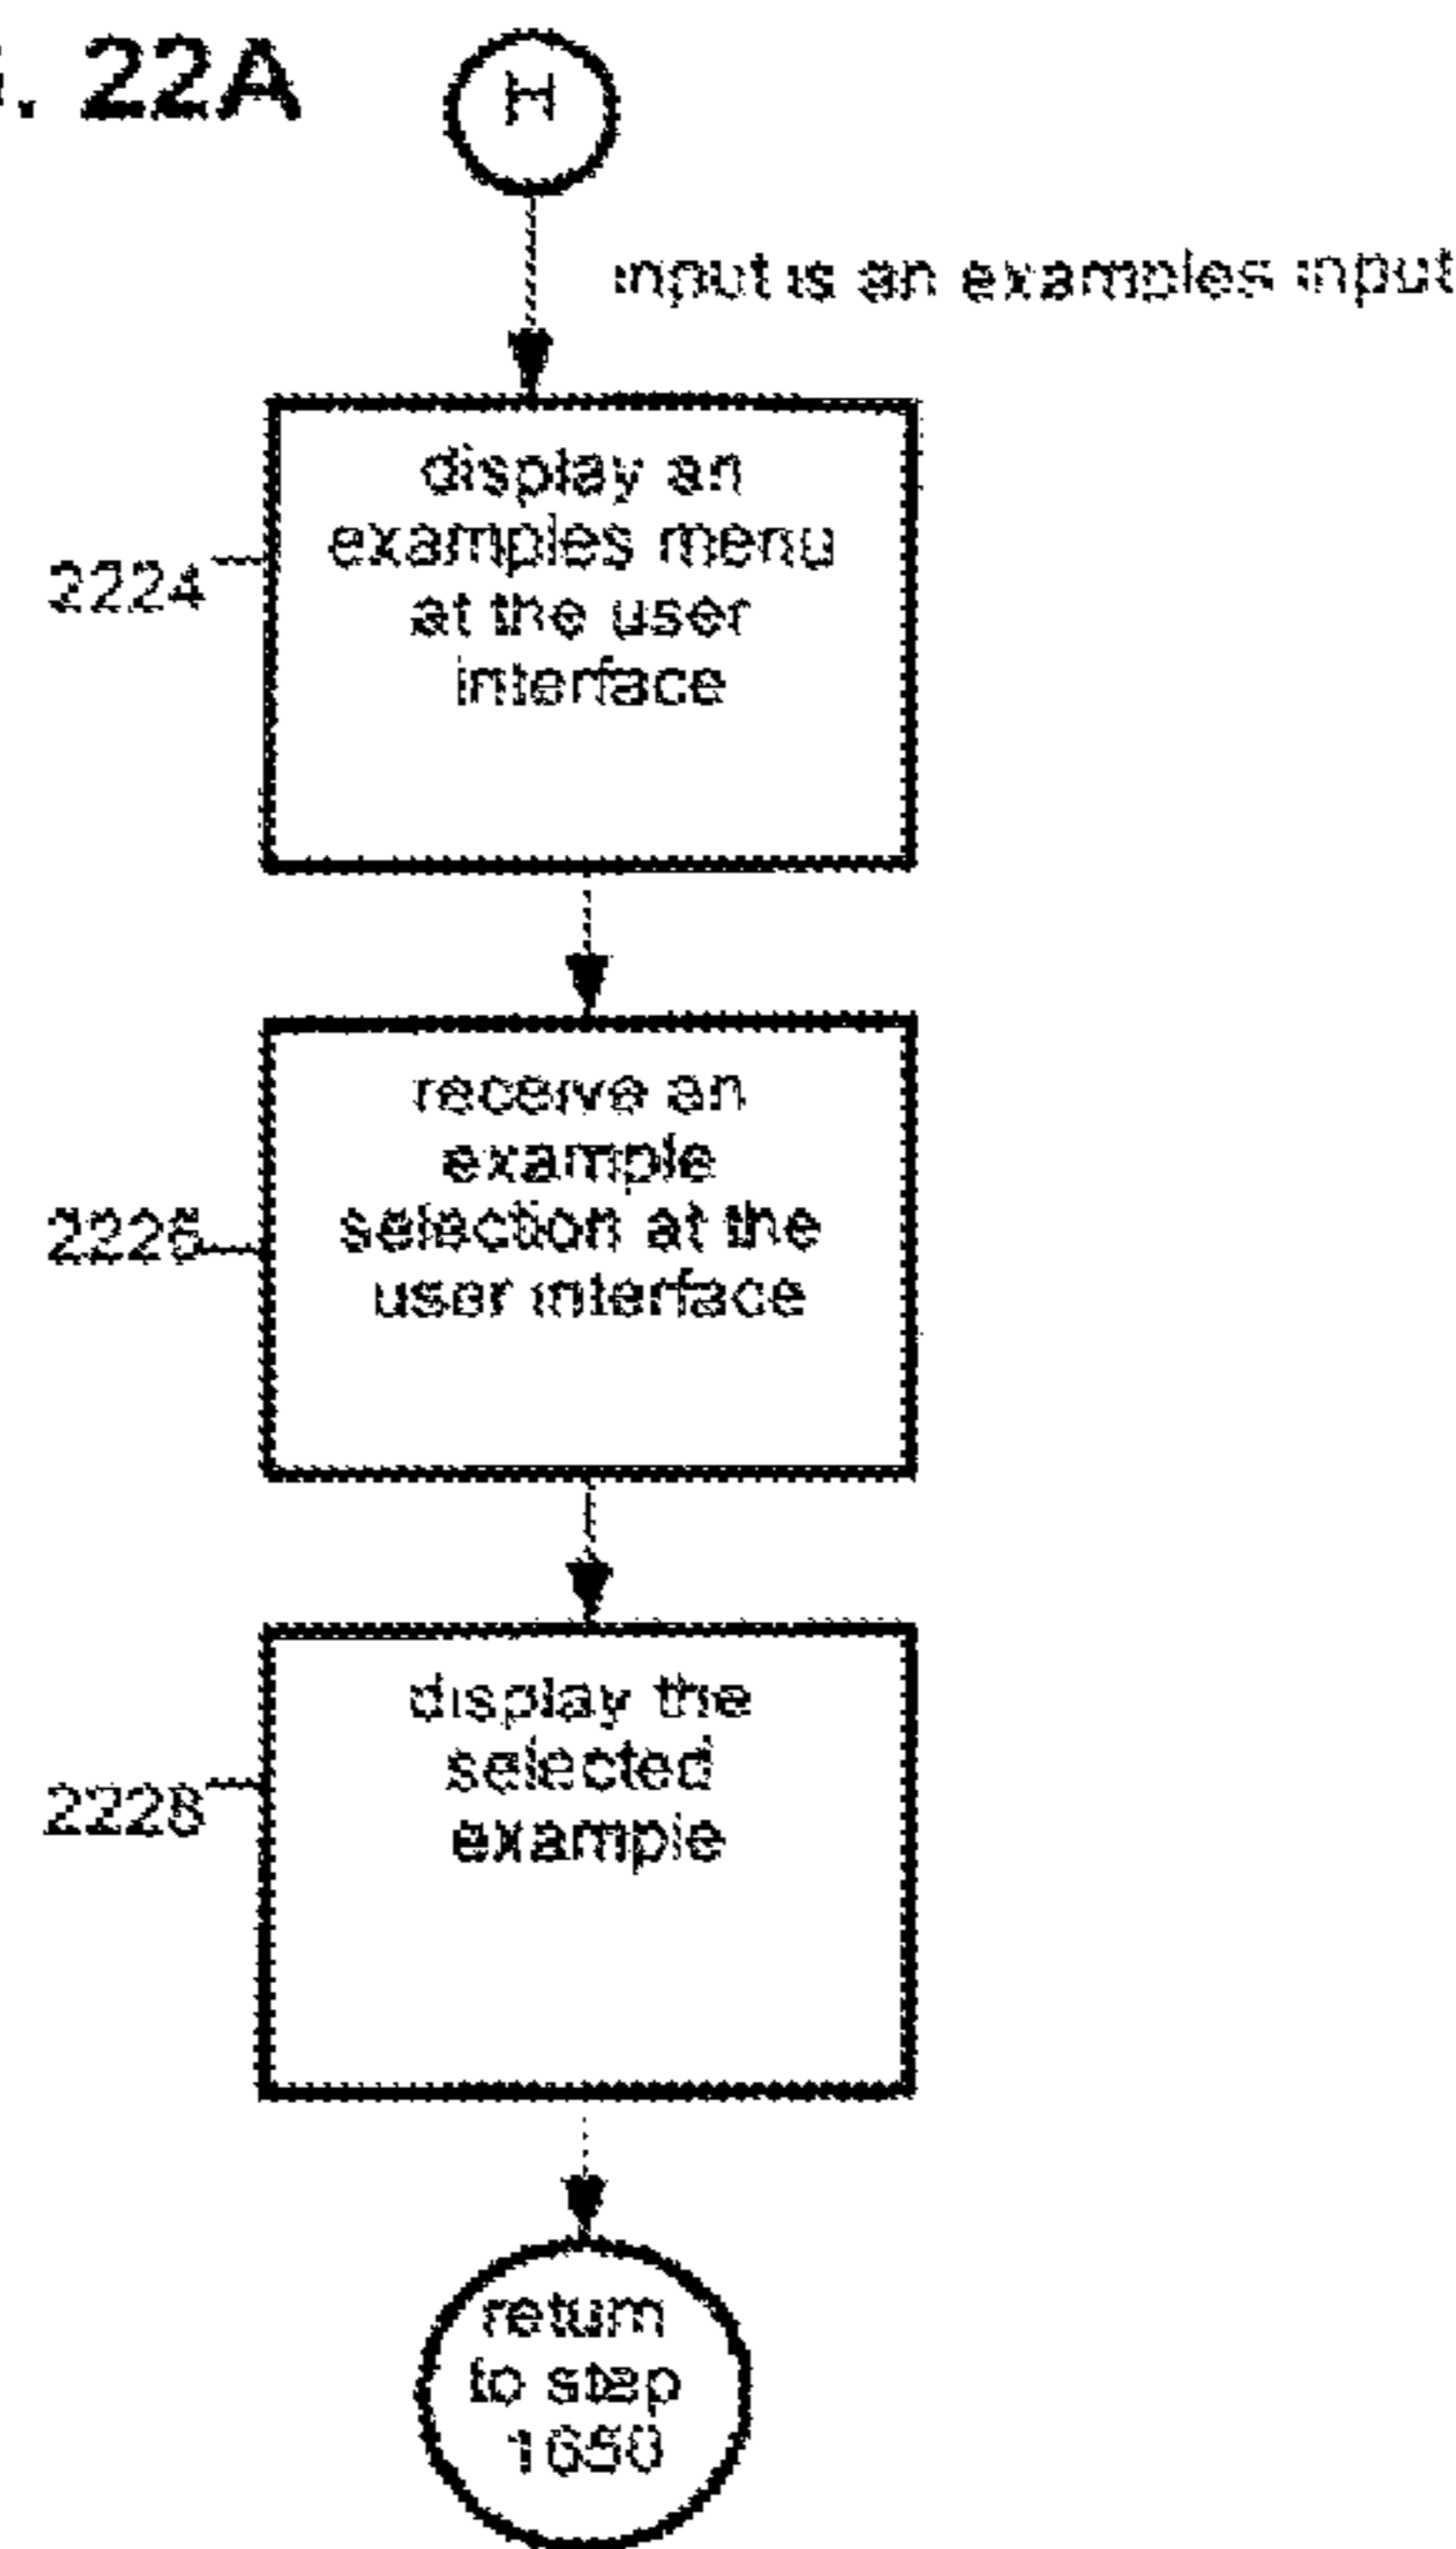 . 22A
H
input is an examples input
display an
examples menu
at the user
interface
2224
receive an
example
selection at the
user interface
2226
display the
selected
example
2228
return
to step
1650